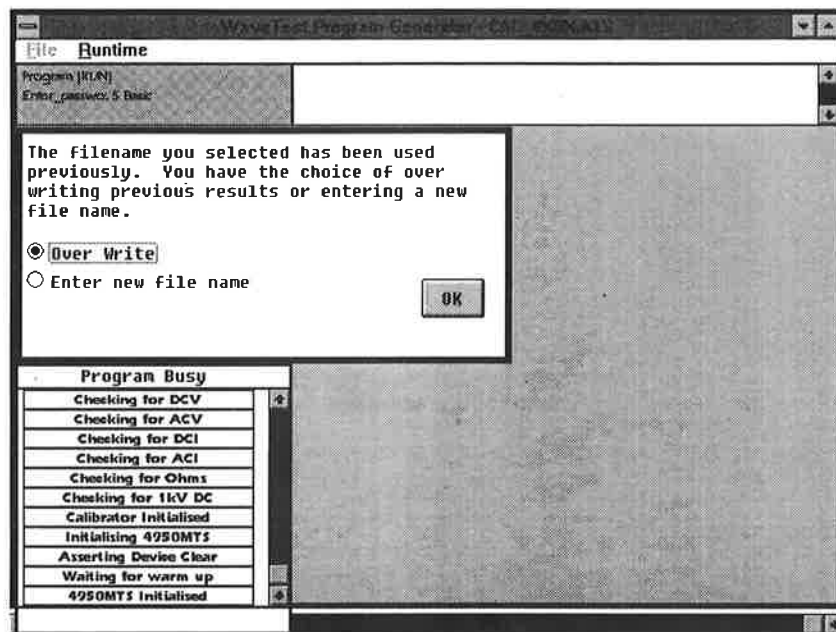 WaveTest Program Generator
File Runtime
Program [RUN]
5 Basic
The filename you selected has been used
previously. You have the choice of over
writing previous results or entering a new
file name.
Over Write
Enter new file name
OK
Program Busy
Checking for DCV
Checking for ACV
Checking for DCI
Checking for ACI
Checking for Ohms
Checking for 1kV DC
Calibrator Initialised
Initialising 4950MTS
Asserting Device Clear
Waiting for warm up
4950MTS Initialised